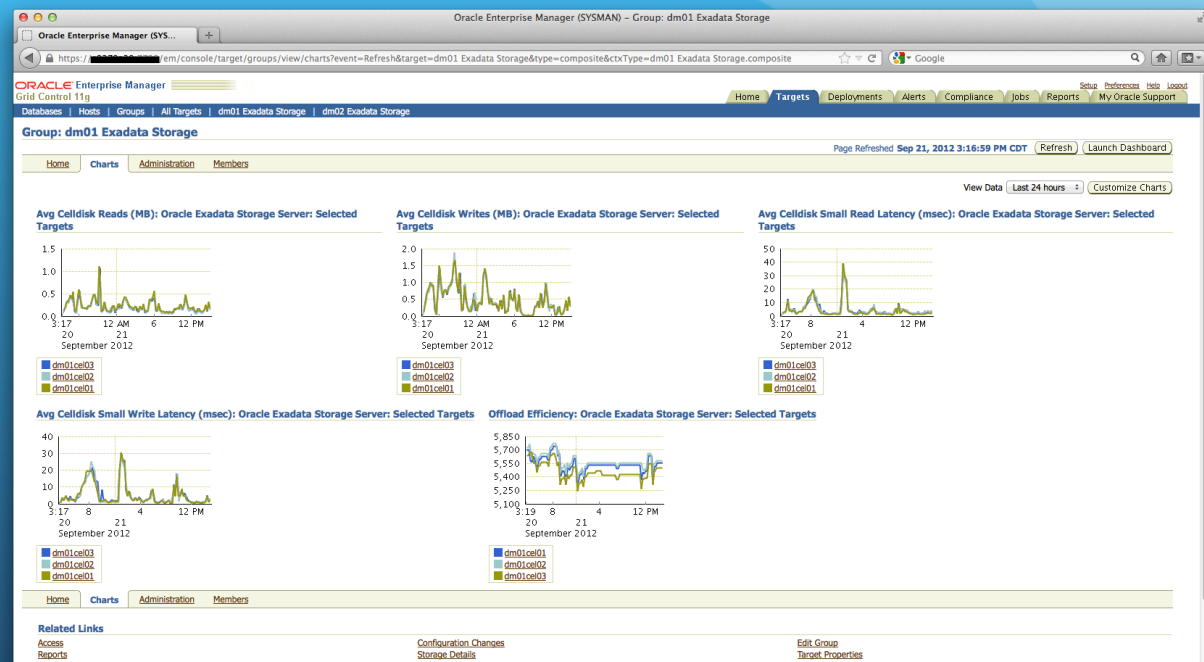 Oracle Enterprise Manager (SYSMAN) – Group: dm01 Exadata Storage
Oracle Enterprise Manager (SYS...
+
https://
/em/console/target/groups/view/charts?event=Refresh&target=dm01 Exadata Storage&type=composite&ctxType=dm01 Exadata Storage.composite
Google
ORACLE Enterprise Manager
Grid Control 11g
Setup Preferences Help Logout
Home Targets Deployments Alerts Compliance Jobs Reports My Oracle Support
Databases | Hosts | Groups | All Targets | dm01 Exadata Storage | dm02 Exadata Storage
Group: dm01 Exadata Storage
Page Refreshed Sep 21, 2012 3:16:59 PM CDT Refresh Launch Dashboard
Home Charts Administration Members
View Data Last 24 hours Customize Charts
Avg Celldisk Reads (MB): Oracle Exadata Storage Server: Selected
Targets
1.5
1.0
0.5
0.0
3:17 12 AM 6 12 PM
20 21
September 2012
dm01cel03
dm01cel02
dm01cel01
Avg Celldisk Writes (MB): Oracle Exadata Storage Server: Selected
Targets
2.0
1.5
1.0
0.5
0.0
3:17 12 AM 6 12 PM
20 21
September 2012
dm01cel03
dm01cel02
dm01cel01
Avg Celldisk Small Read Latency (msec): Oracle Exadata Storage Server: Selected
Targets
50
40
30
20
10
0
3:17 8 4 12 PM
20 21
September 2012
dm01cel03
dm01cel02
dm01cel01
Avg Celldisk Small Write Latency (msec): Oracle Exadata Storage Server: Selected Targets
40
30
20
10
0
3:17 8 4 12 PM
20 21
September 2012
dm01cel03
dm01cel02
dm01cel01
Offload Efficiency: Oracle Exadata Storage Server: Selected Targets
5,850
5,700
5,550
5,400
5,250
5,100
3:19 8 4 12 PM
20 21
September 2012
dm01cel01
dm01cel02
dm01cel03
Home Charts Administration Members
Related Links
Access Configuration Changes Edit Group
Reports Storage Details Target Properties